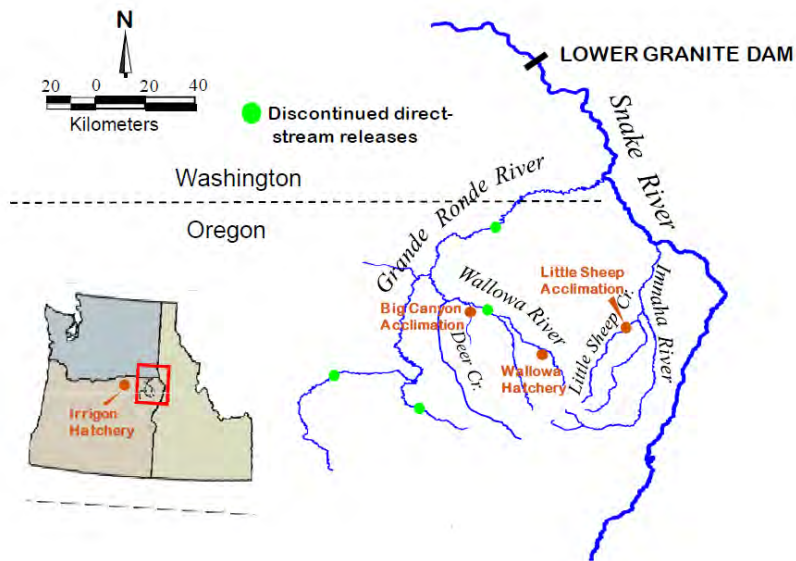 N
20 0 20 40
Kilometers
Discontinued direct-
stream releases
LOWER GRANITE DAM
Snake River
Washington
Oregon
Grande Ronde River
Wallowa River
Little Sheep
Acclimation
Big Canyon
Acclimation
Deer Cr.
Little Sheep Cr.
Imnaha River
Wallowa
Hatchery
Irrigon
Hatchery